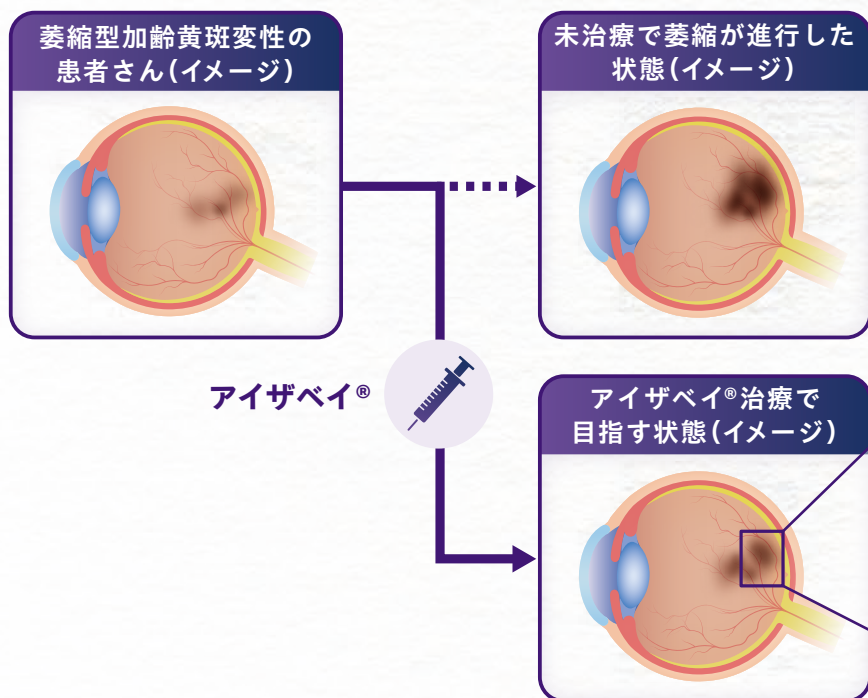 萎縮型加齢黄斑変性の
患者さん(イメージ)
未治療で萎縮が進行した
状態(イメージ)
アイザベイ®
アイザベイ®治療で
目指す状態(イメージ)